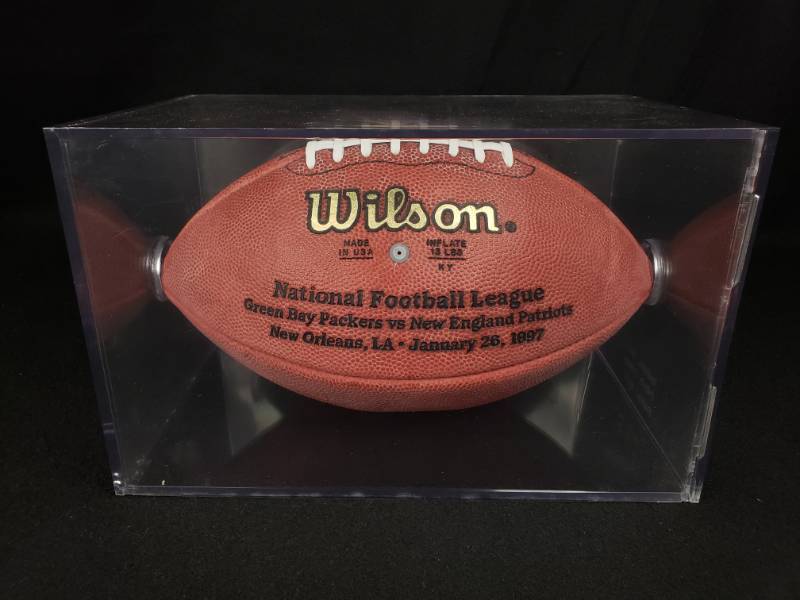 Wilson®
MADE IN USA
INFLATE 13 LBS
KY
National Football League
Green Bay Packers vs New England Patriots
New Orleans, LA • January 26, 1997